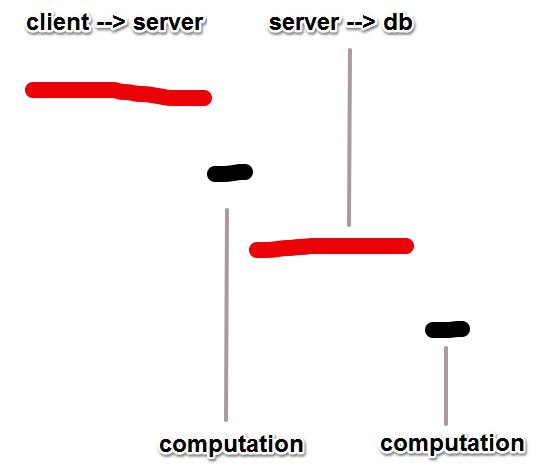 client --> server
server --> db
computation
computation